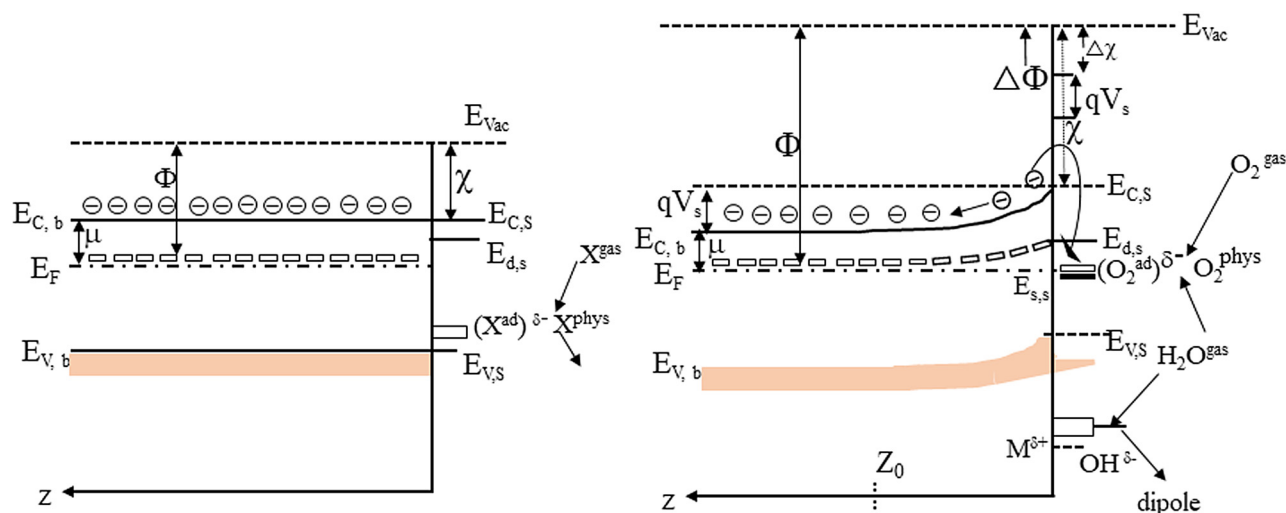 E_Vac
Φ
χ
E_C, b
E_C,S
μ
E_d,s
E_F
X^gas
(X^ad)^δ- X^phys
E_V, b
E_V,S
z
E_Vac
△χ
△Φ
qV_s
Φ
χ
O_2^gas
qV_s
E_C,S
E_C, b
μ
E_d,s
E_F
(O_2^ad)^δ- O_2^phys
E_s,s
E_V,S
H_2O^gas
E_V, b
M^δ+
OH^δ-
Z_0
z
dipole